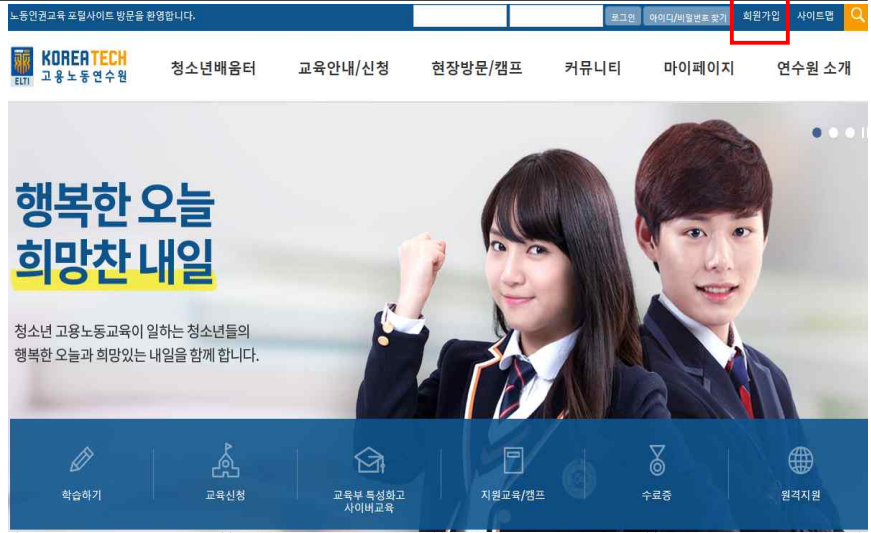 노동인권교육 포털사이트 방문을 환영합니다.
로그인 아이디/비밀번호 찾기 회원가입 사이트맵
KOREATECH
ELTI 고용노동연수원
청소년배움터 교육안내/신청 현장방문/캠프 커뮤니티 마이페이지 연수원 소개
행복한 오늘
희망찬 내일
청소년 고용노동교육이 일하는 청소년들의
행복한 오늘과 희망있는 내일을 함께 합니다.
학습하기 교육신청 교육부 특성화고 지원교육/캠프 수료증 원격지원
사이버교육